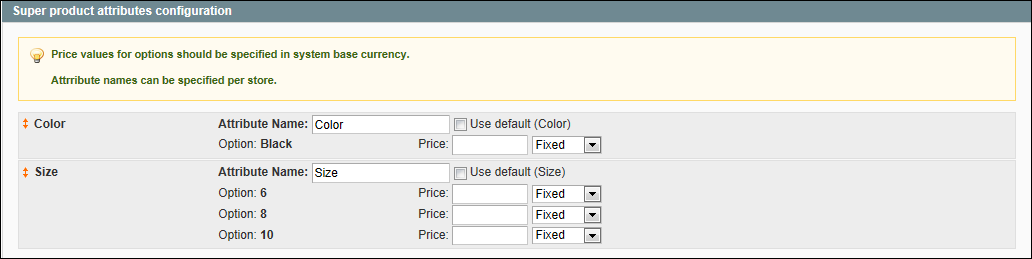 Super product attributes configuration
Price values for options should be specified in system base currency.
Attrribute names can be specified per store.
Color Attribute Name: Color Use default (Color)
Option: Black Price: Fixed
Size Attribute Name: Size Use default (Size)
Option: 6 Price: Fixed
Option: 8 Price: Fixed
Option: 10 Price: Fixed